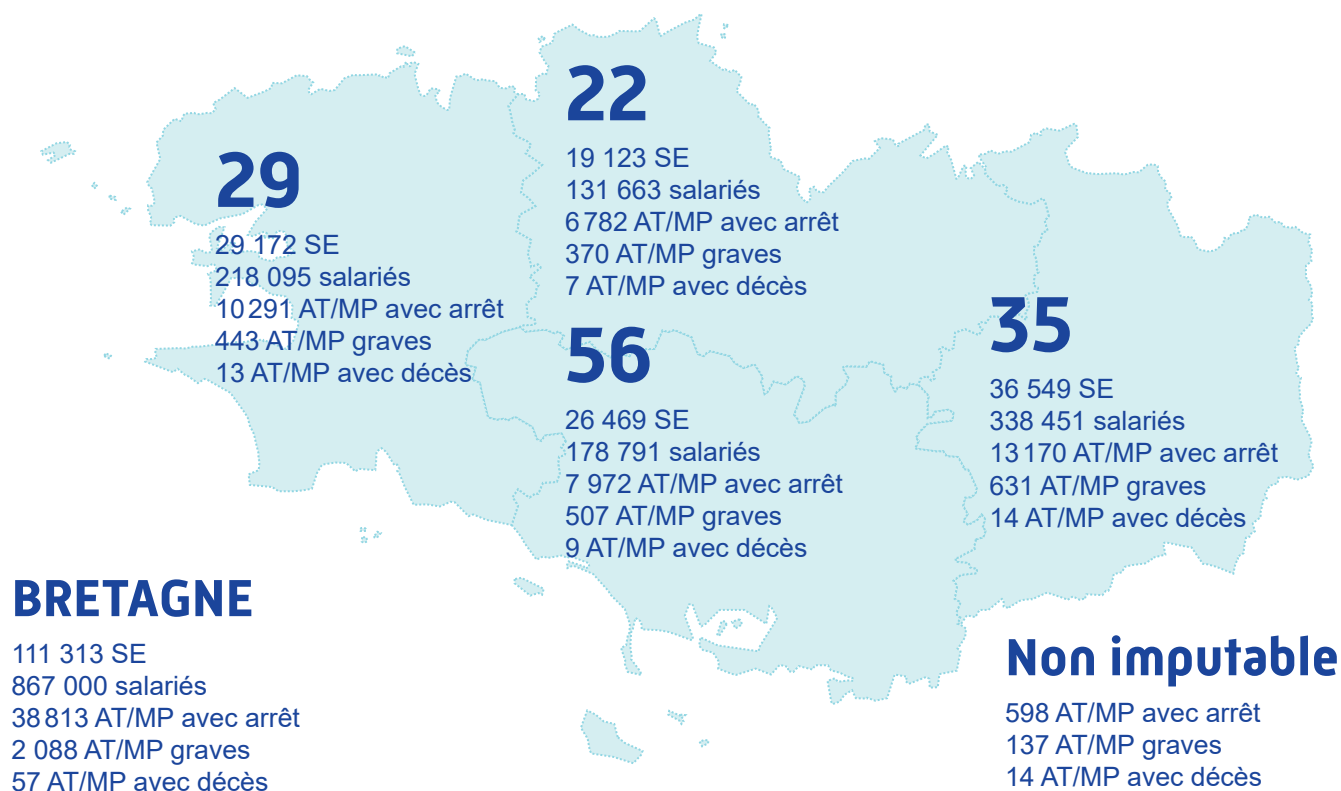 22
19 123 SE
131 663 salariés
6 782 AT/MP avec arrêt
370 AT/MP graves
7 AT/MP avec décès
29
29 172 SE
218 095 salariés
10 291 AT/MP avec arrêt
443 AT/MP graves
13 AT/MP avec décès
56
26 469 SE
178 791 salariés
7 972 AT/MP avec arrêt
507 AT/MP graves
9 AT/MP avec décès
35
36 549 SE
338 451 salariés
13 170 AT/MP avec arrêt
631 AT/MP graves
14 AT/MP avec décès
BRETAGNE
111 313 SE
867 000 salariés
38 813 AT/MP avec arrêt
2 088 AT/MP graves
57 AT/MP avec décès
Non imputable
598 AT/MP avec arrêt
137 AT/MP graves
14 AT/MP avec décès